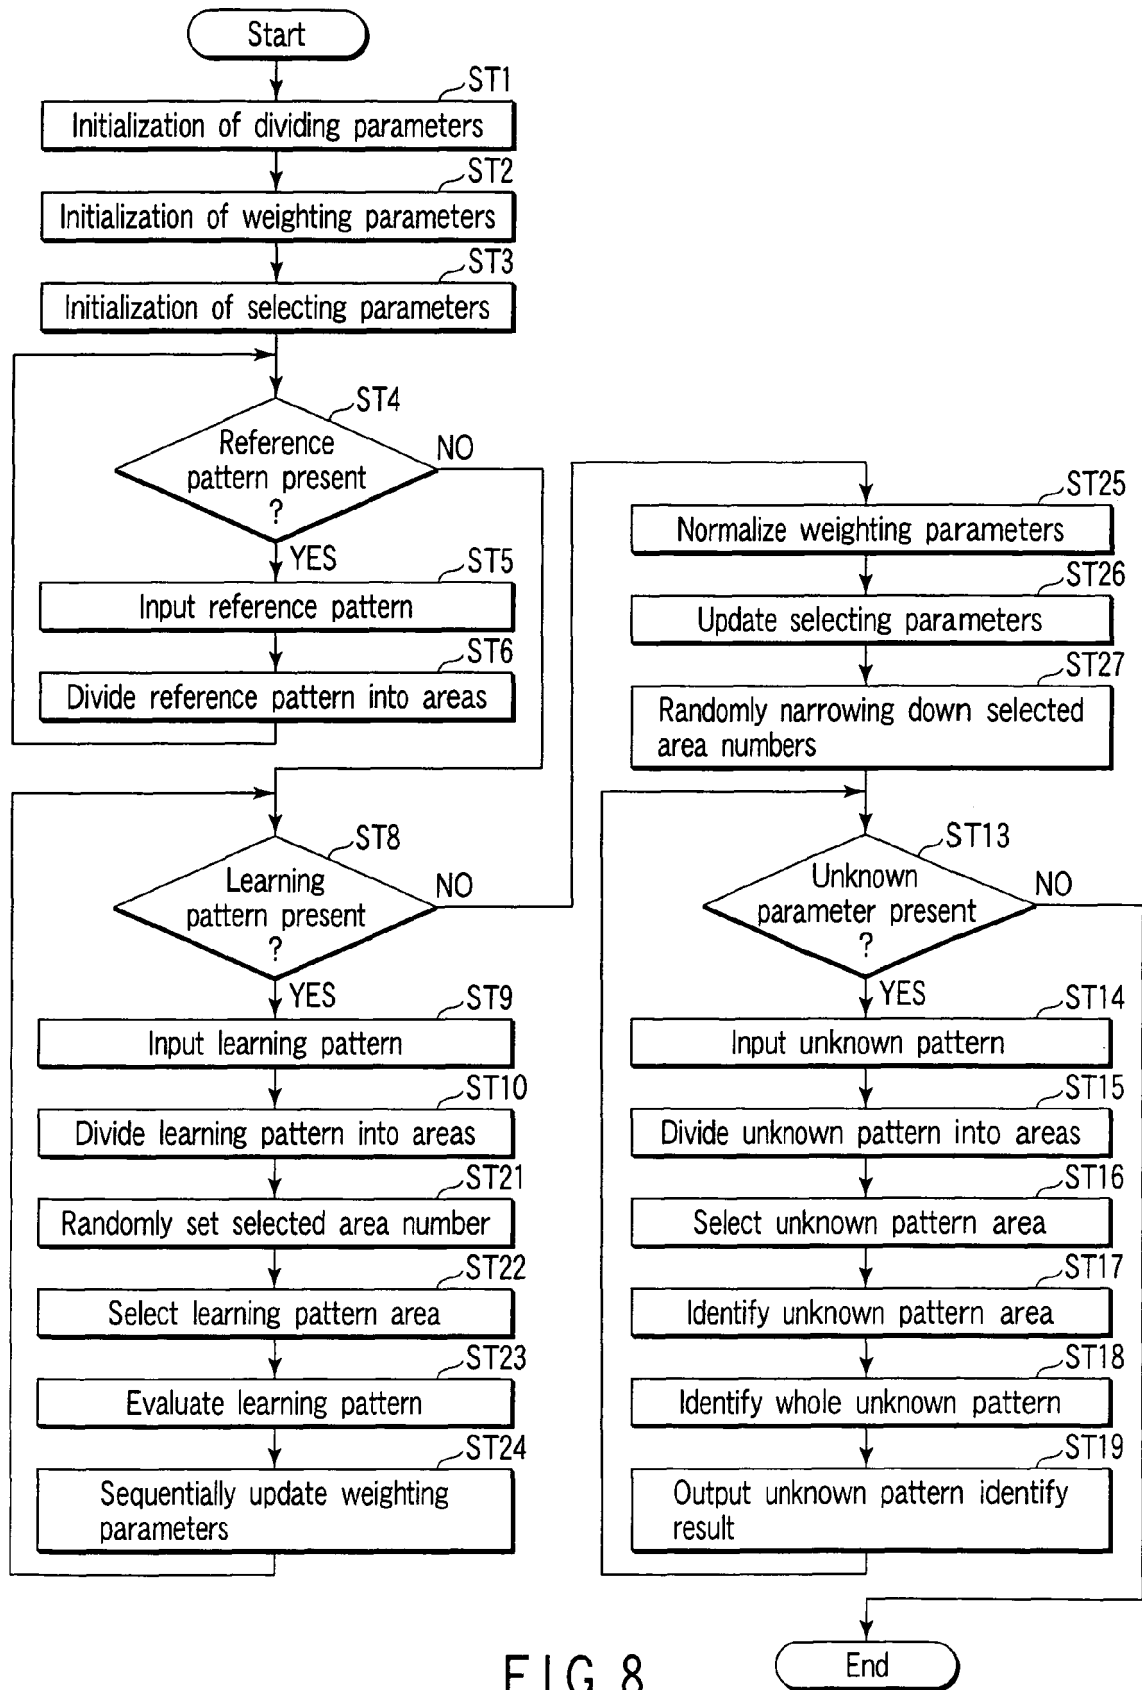 Start
ST1
Initialization of dividing parameters
ST2
Initialization of weighting parameters
ST3
Initialization of selecting parameters
ST4
Reference
pattern present
?
NO
YES
ST5
Input reference pattern
ST6
Divide reference pattern into areas
ST8
Learning
pattern present
?
NO
YES
ST9
Input learning pattern
ST10
Divide learning pattern into areas
ST21
Randomly set selected area number
ST22
Select learning pattern area
ST23
Evaluate learning pattern
ST24
Sequentially update weighting
parameters
ST25
Normalize weighting parameters
ST26
Update selecting parameters
ST27
Randomly narrowing down selected
area numbers
ST13
Unknown
parameter present
?
NO
YES
ST14
Input unknown pattern
ST15
Divide unknown pattern into areas
ST16
Select unknown pattern area
ST17
Identify unknown pattern area
ST18
Identify whole unknown pattern
ST19
Output unknown pattern identify
result
End
FIG. 8